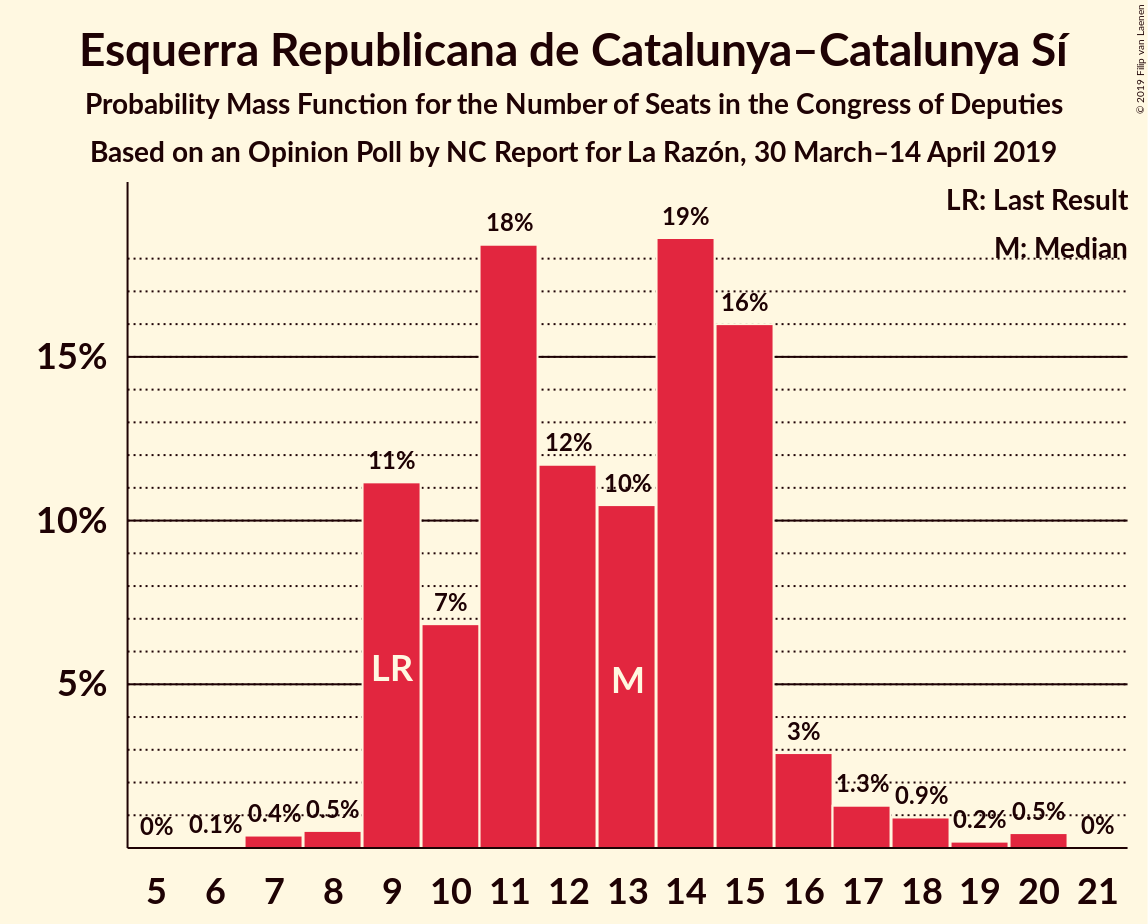 Esquerra Republicana de Catalunya–Catalunya Sí
Probability Mass Function for the Number of Seats in the Congress of Deputies
Based on an Opinion Poll by NC Report for La Razón, 30 March–14 April 2019
© 2019 Filip van Laenen
LR: Last Result
M: Median
15%
10%
5%
0%
0.1%
0.4%
0.5%
11%
7%
18%
12%
10%
19%
16%
3%
1.3%
0.9%
0.2%
0.5%
0%
LR
M
5 6 7 8 9 10 11 12 13 14 15 16 17 18 19 20 21